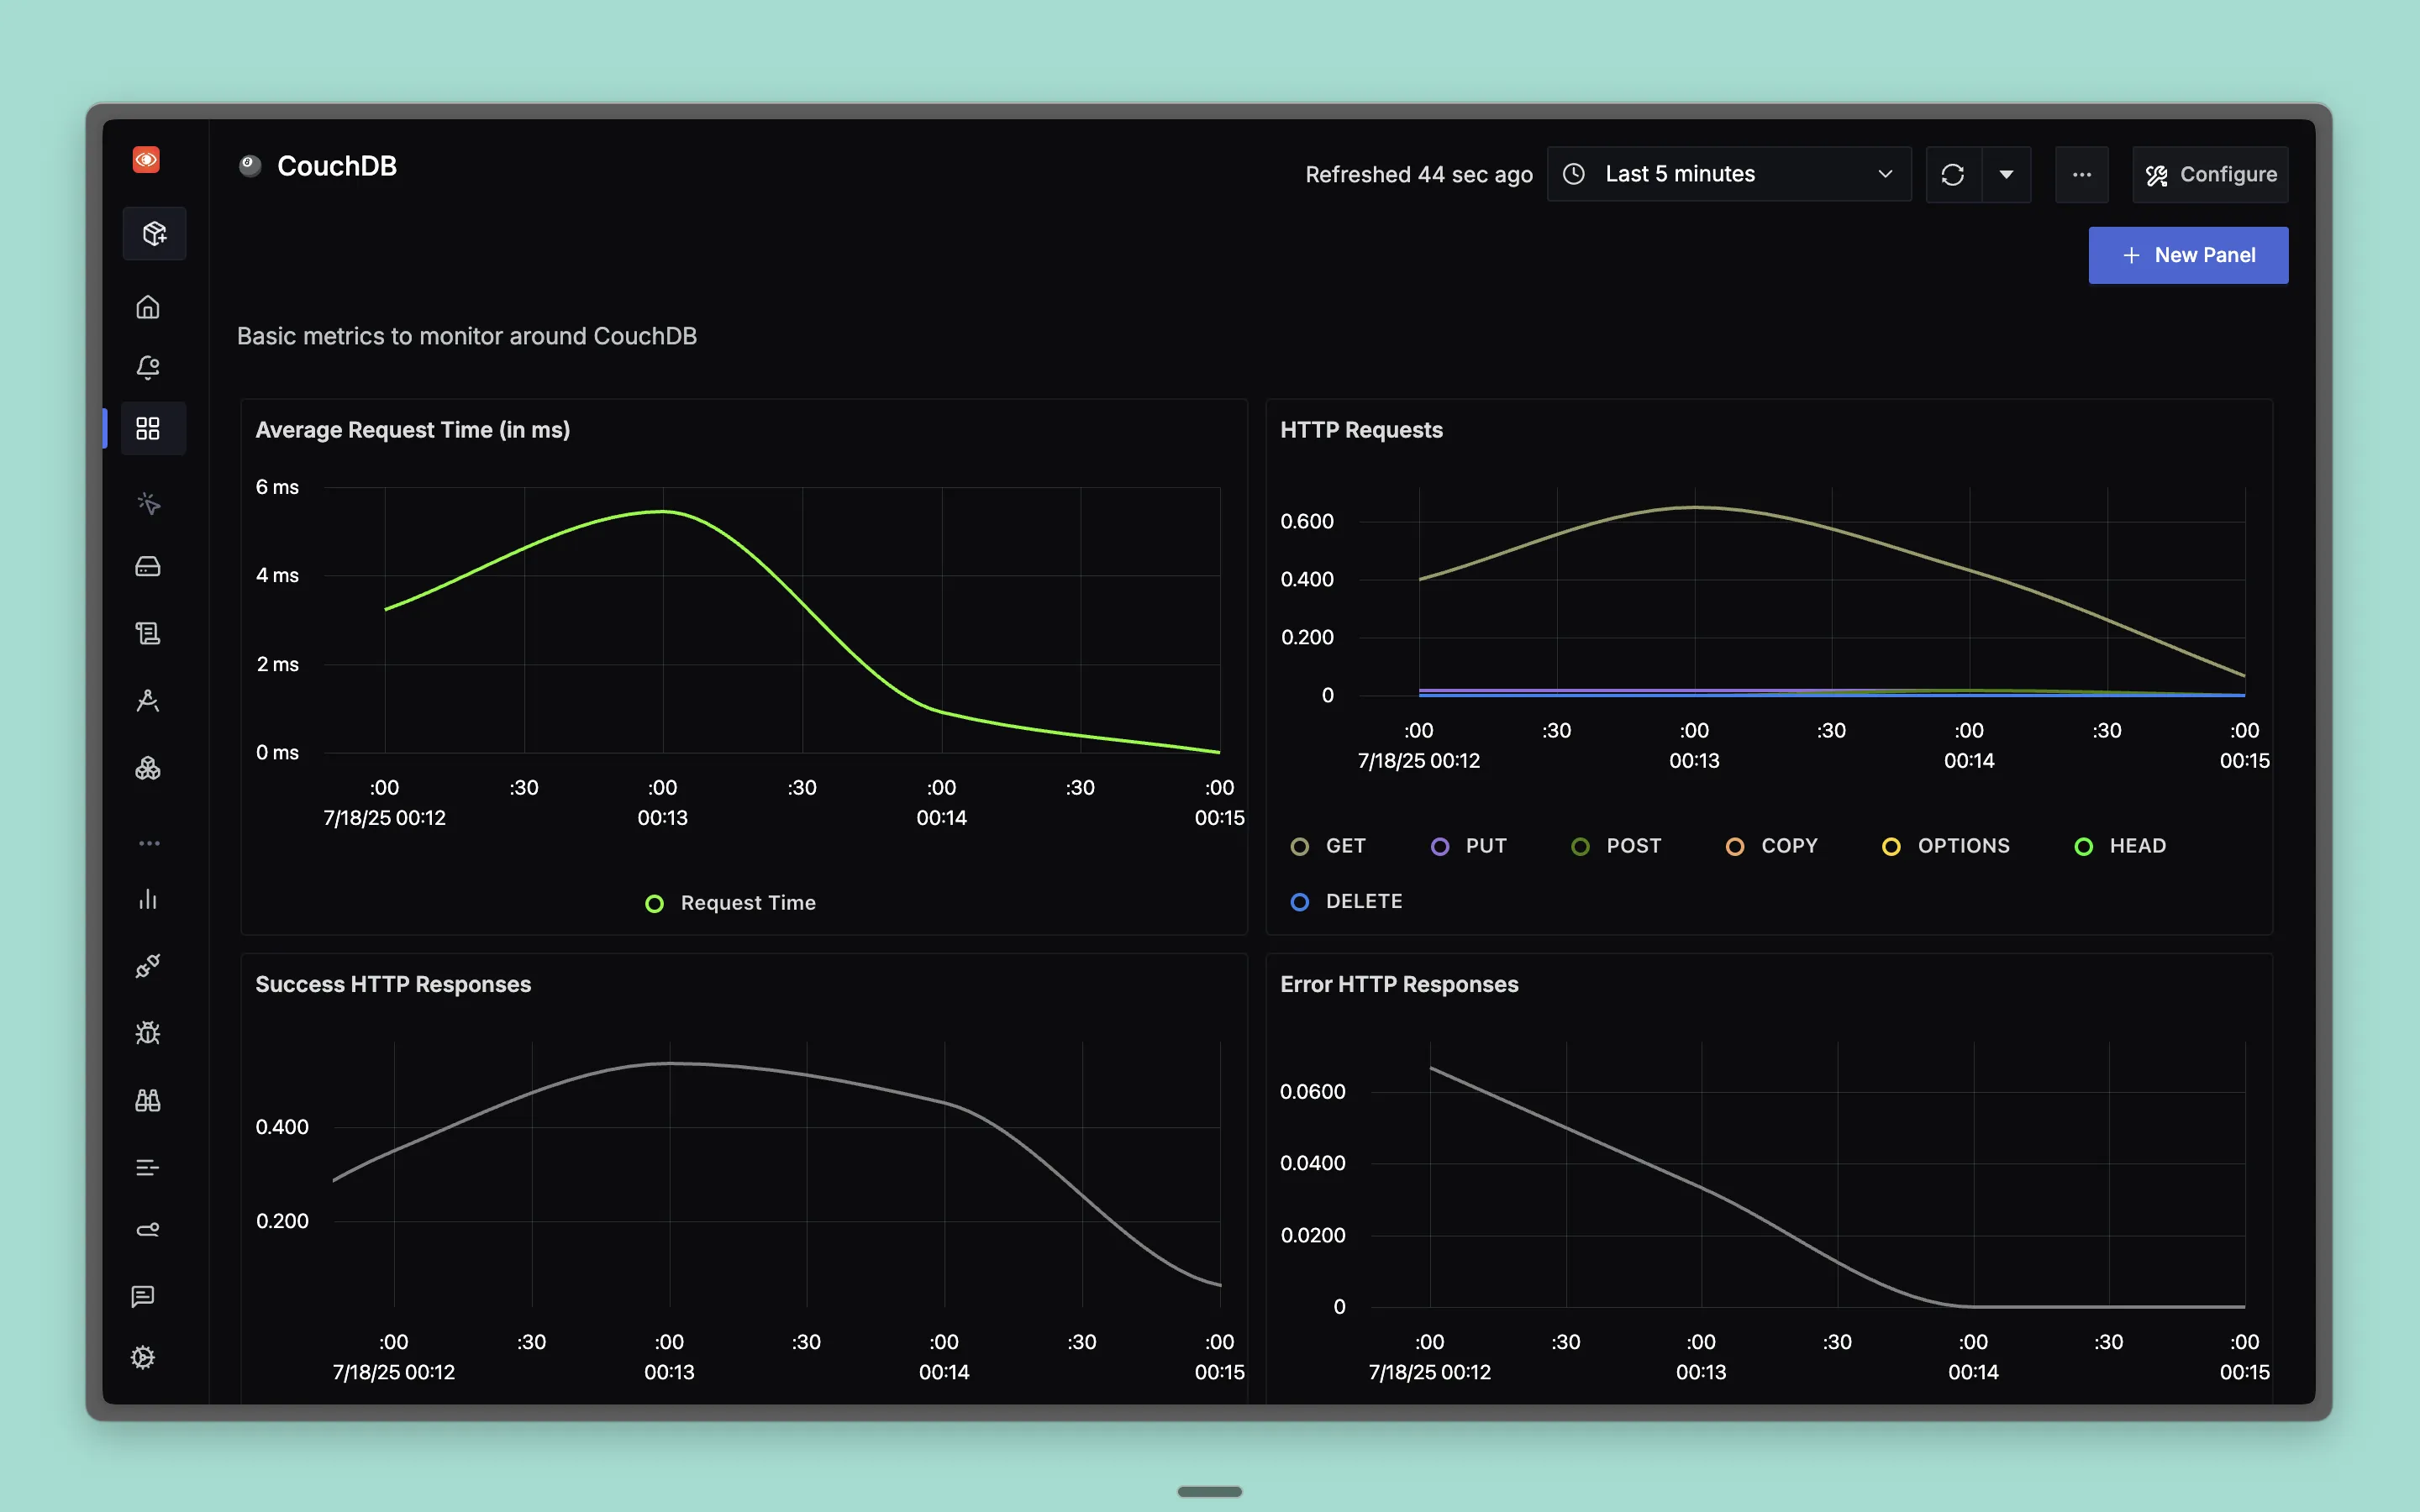 CouchDB
Refreshed 44 sec ago
Last 5 minutes
Configure
New Panel
Basic metrics to monitor around CouchDB
Average Request Time (in ms)
6 ms
4 ms
2 ms
0 ms
:00 :30 :00 :30 :00 :30 :00
7/18/25 00:12 00:13 00:14 00:15
Request Time
HTTP Requests
0.600
0.400
0.200
0
:00 :30 :00 :30 :00 :30 :00
7/18/25 00:12 00:13 00:14 00:15
GET PUT POST COPY OPTIONS HEAD
DELETE
Success HTTP Responses
0.400
0.200
:00 :30 :00 :30 :00 :30 :00
7/18/25 00:12 00:13 00:14 00:15
Error HTTP Responses
0.0600
0.0400
0.0200
0
:00 :30 :00 :30 :00 :30 :00
7/18/25 00:12 00:13 00:14 00:15